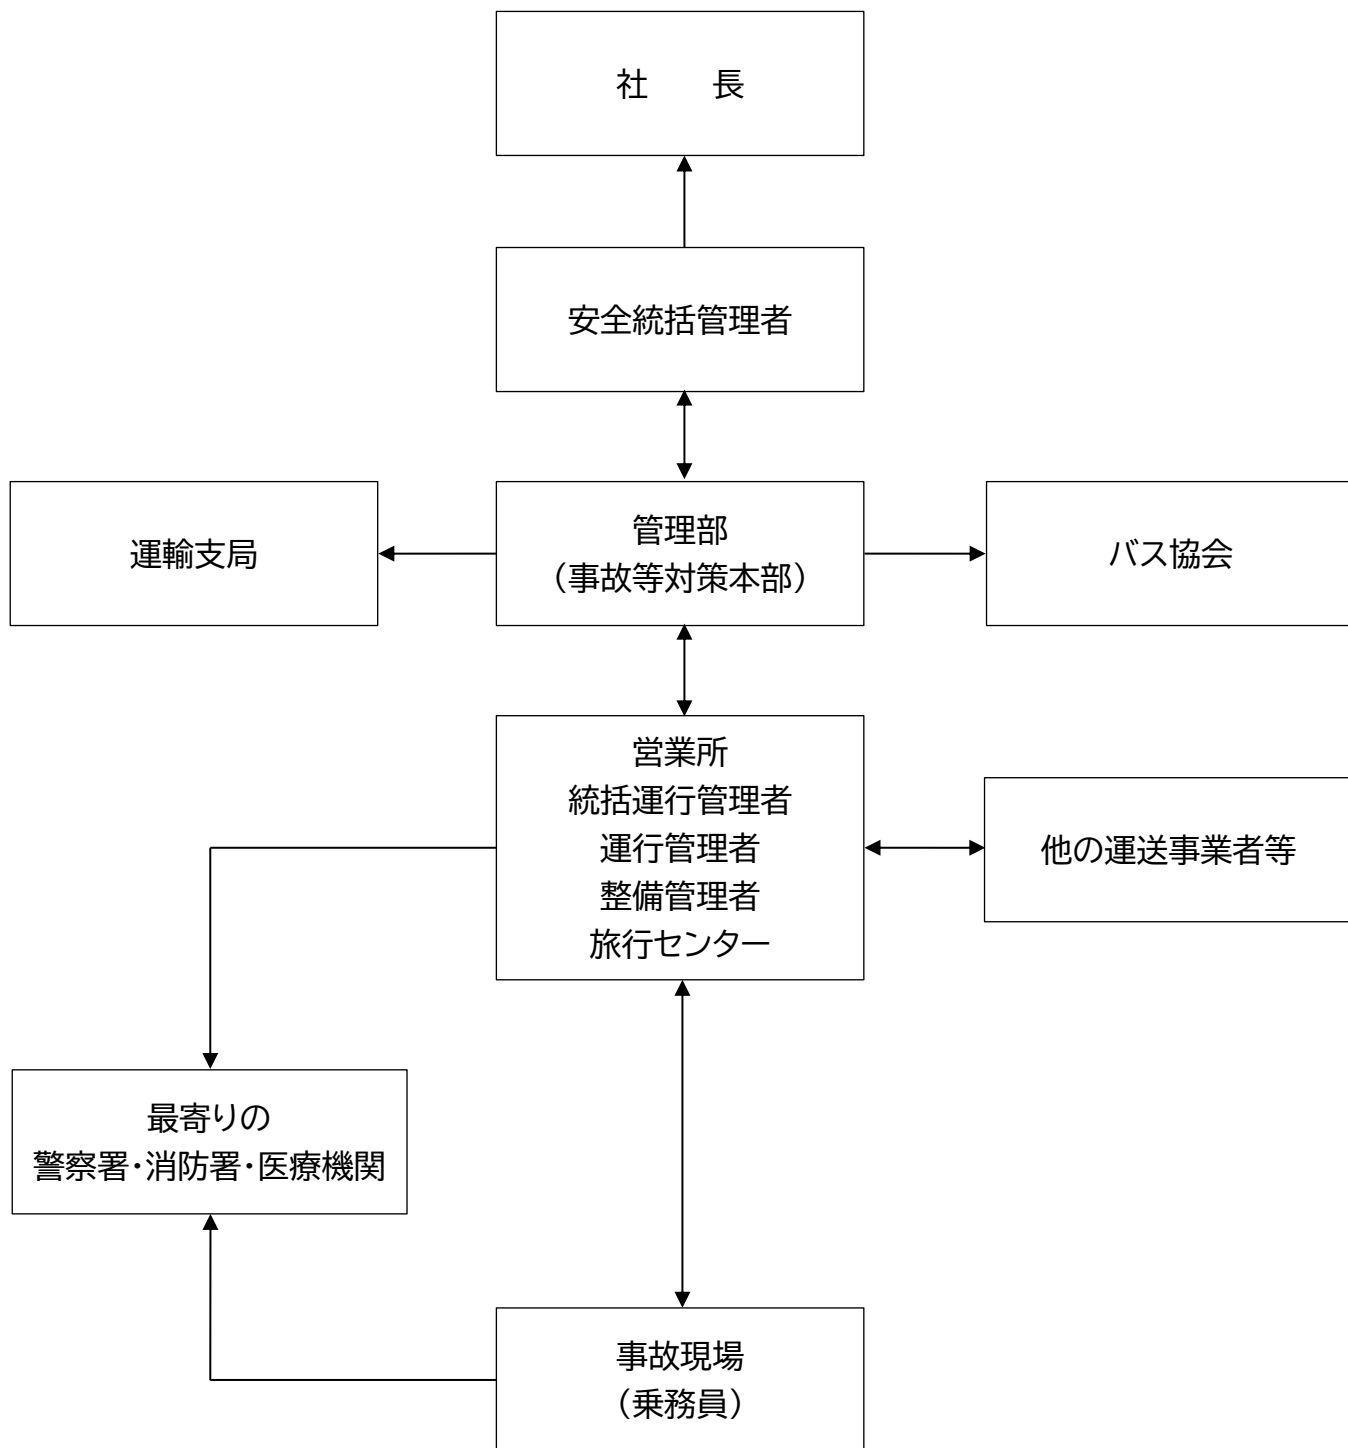 社　　長
安全統括管理者
運輸支局
管理部
（事故等対策本部）
バス協会
営業所
統括運行管理者
運行管理者
整備管理者
旅行センター
他の運送事業者等
最寄りの
警察署・消防署・医療機関
事故現場
（乗務員）